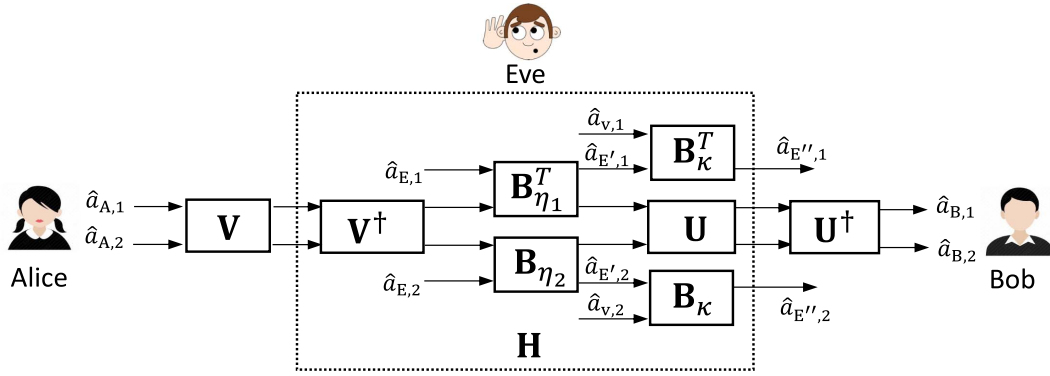 Eve
â_{v,1}
B_κ^T
â_{E'',1}
â_{E,1}
B_{η_1}^T
â_{E',1}
â_{A,1}
V
V^†
U
U^†
â_{B,1}
â_{A,2}
â_{B,2}
Alice
B_{η_2}
â_{E',2}
Bob
â_{E,2}
B_κ
â_{E'',2}
â_{v,2}
H